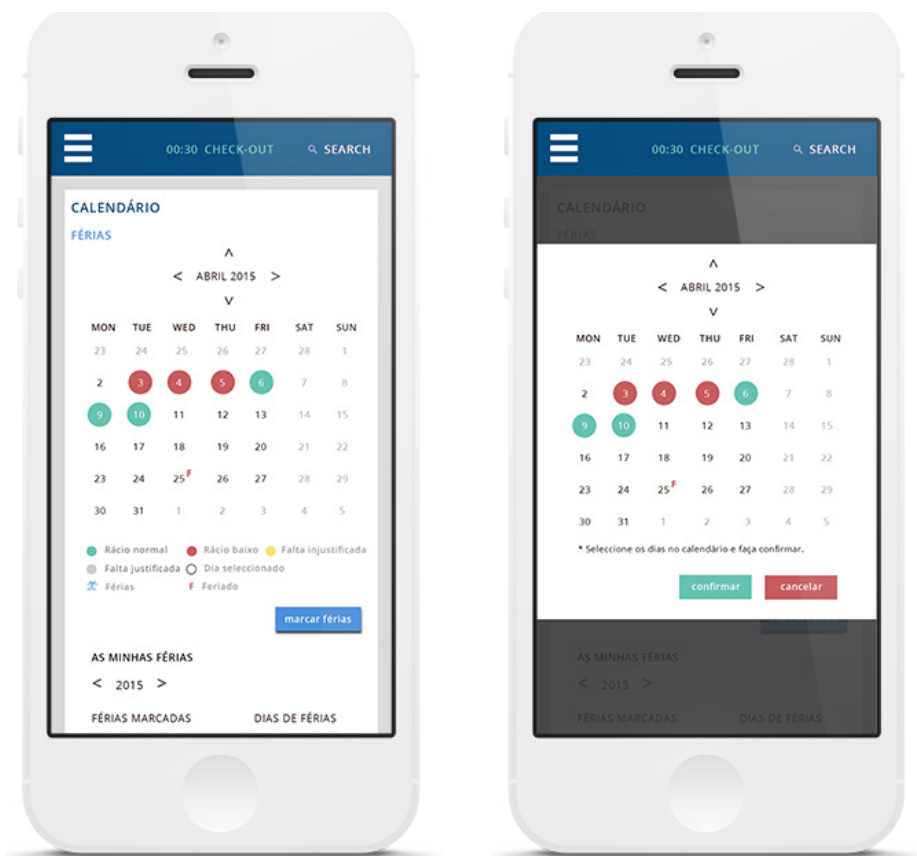 00:30 CHECK-OUT SEARCH
CALENDÁRIO
FÉRIAS
< ABRIL 2015 >
MON TUE WED THU FRI SAT SUN
23 24 25 26 27 28 1
2 3 4 5 6 7 8
9 10 11 12 13 14 15
16 17 18 19 20 21 22
23 24 25 F 26 27 28 29
30 31 1 2 3 4 5
Rácio normal Rácio baixo Falta injustificada
Falta justificada Dia seleccionado
Férias F Feriado
marcar férias
AS MINHAS FÉRIAS
< 2015 >
FÉRIAS MARCADAS DIAS DE FÉRIAS
00:30 CHECK-OUT SEARCH
CALENDÁRIO
FÉRIAS
< ABRIL 2015 >
MON TUE WED THU FRI SAT SUN
23 24 25 26 27 28 1
2 3 4 5 6 7 8
9 10 11 12 13 14 15
16 17 18 19 20 21 22
23 24 25 F 26 27 28 29
30 31 1 2 3 4 5
* Seleccione os dias no calendário e faça confirmar.
confirmar cancelar
AS MINHAS FÉRIAS
< 2015 >
FÉRIAS MARCADAS DIAS DE FÉRIAS